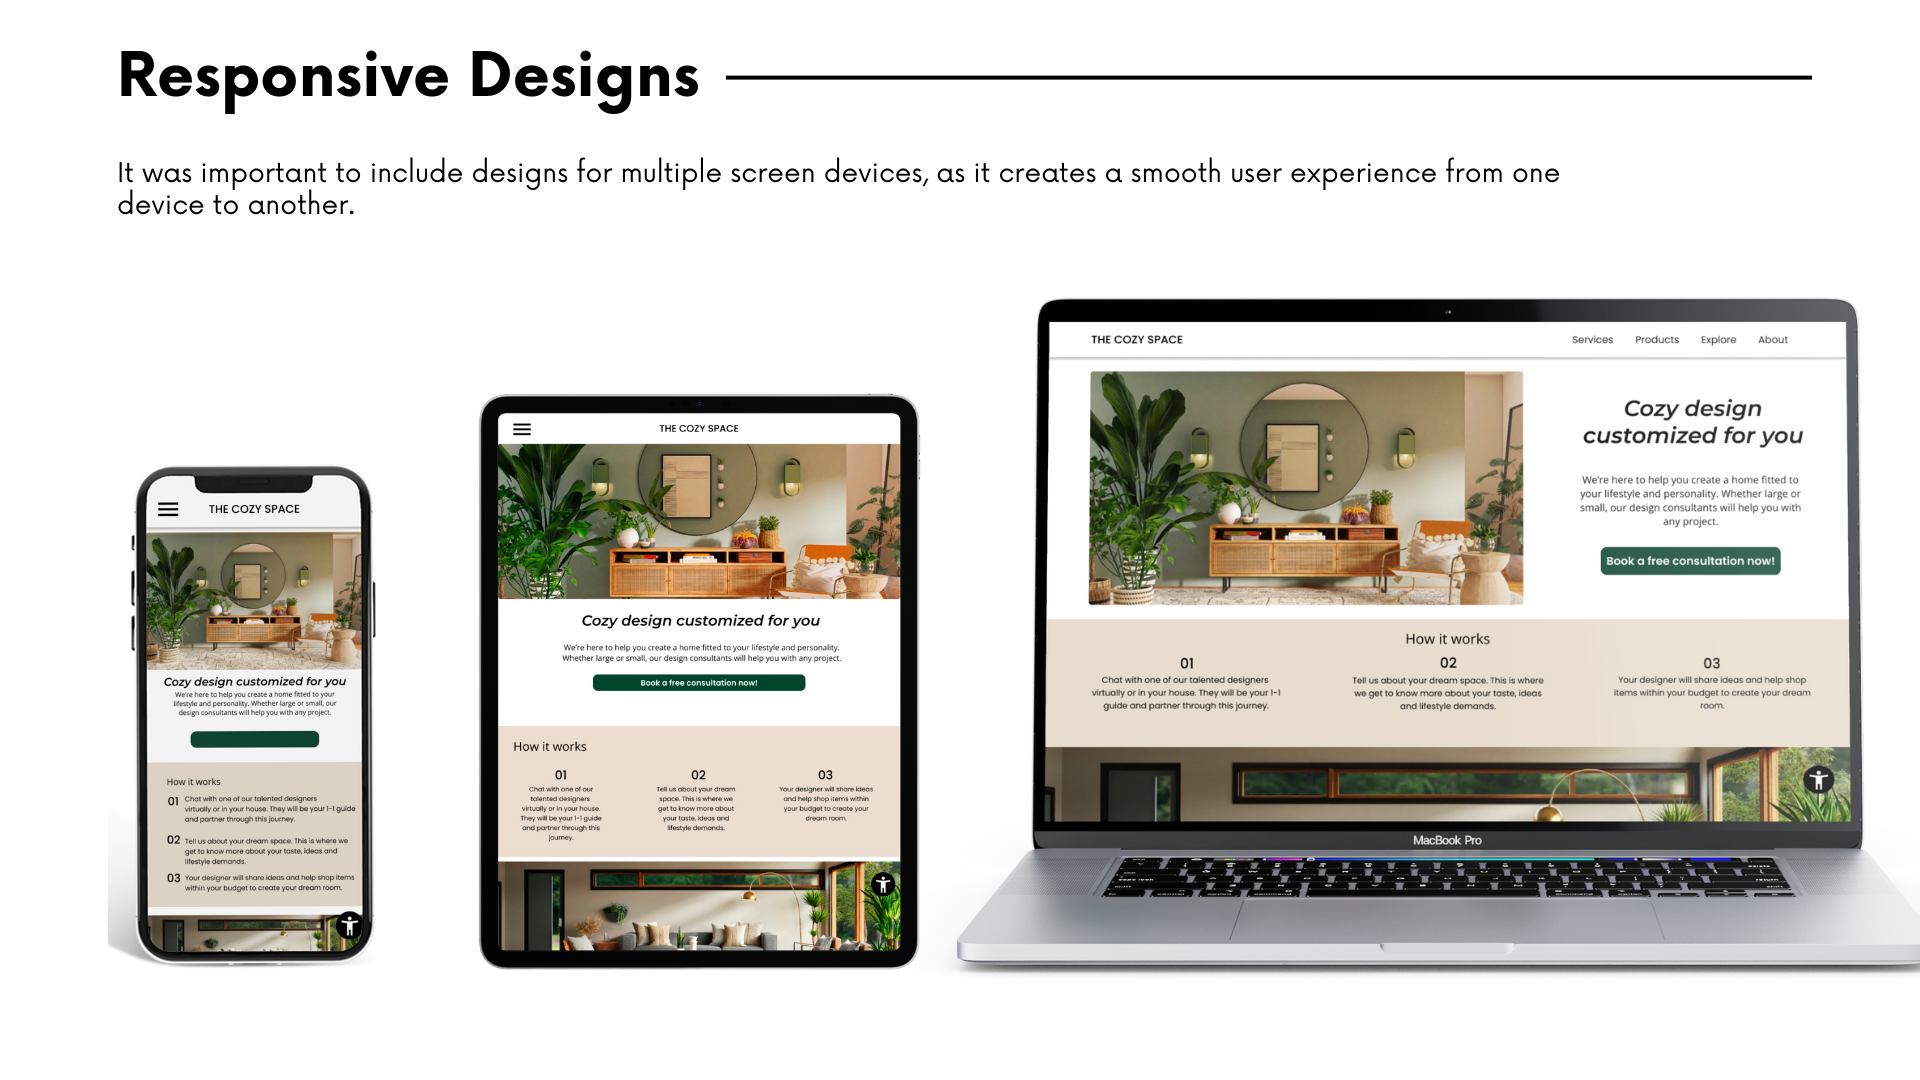 Responsive Designs
It was important to include designs for multiple screen devices, as it creates a smooth user experience from one
device to another.
THE COZY SPACE
Cozy design customized for you
We're here to help you create a home fitted to your
lifestyle and personality. Whether large or small, our
design consultants will help you with any project.
How it works
01
Chat with one of our talented designers
virtually or in your house. They will be your 1-1 guide
and partner through this journey.
02
Tell us about your dream space. This is where we
get to know more about your taste, ideas and
lifestyle demands.
03
Your designer will share ideas and help shop items
within your budget to create your dream room.
THE COZY SPACE
Cozy design customized for you
We're here to help you create a home fitted to your lifestyle and personality.
Whether large or small, our design consultants will help you with any project.
Book a free consultation now!
How it works
01
Chat with one of our
talented designers
virtually or in your house.
They will be your 1-1 guide
and partner through this
journey.
02
Tell us about your dream
space. This is where we
get to know more about
your taste, ideas and
lifestyle demands.
03
Your designer will share ideas
and help shop items within
your budget to create your
dream room.
THE COZY SPACE
Services Products Explore About
Cozy design
customized for you
We're here to help you create a home fitted to
your lifestyle and personality. Whether large or
small, our design consultants will help you with
any project.
Book a free consultation now!
How it works
01
Chat with one of our talented designers
virtually or in your house. They will be your 1-1
guide and partner through this journey.
02
Tell us about your dream space. This is where
we get to know more about your taste, ideas
and lifestyle demands.
03
Your designer will share ideas and help shop
items within your budget to create your dream
room.
MacBook Pro